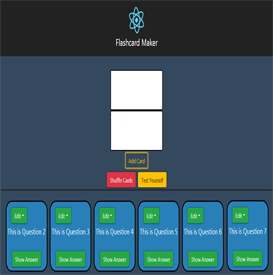 Flashcard Maker
Add Card
Shuffle Cards Test Yourself
Edit Edit Edit Edit Edit Edit
This is Question 2 This is Question 3 This is Question 4 This is Question 5 This is Question 6 This is Question 7
Show Answer Show Answer Show Answer Show Answer Show Answer Show Answer